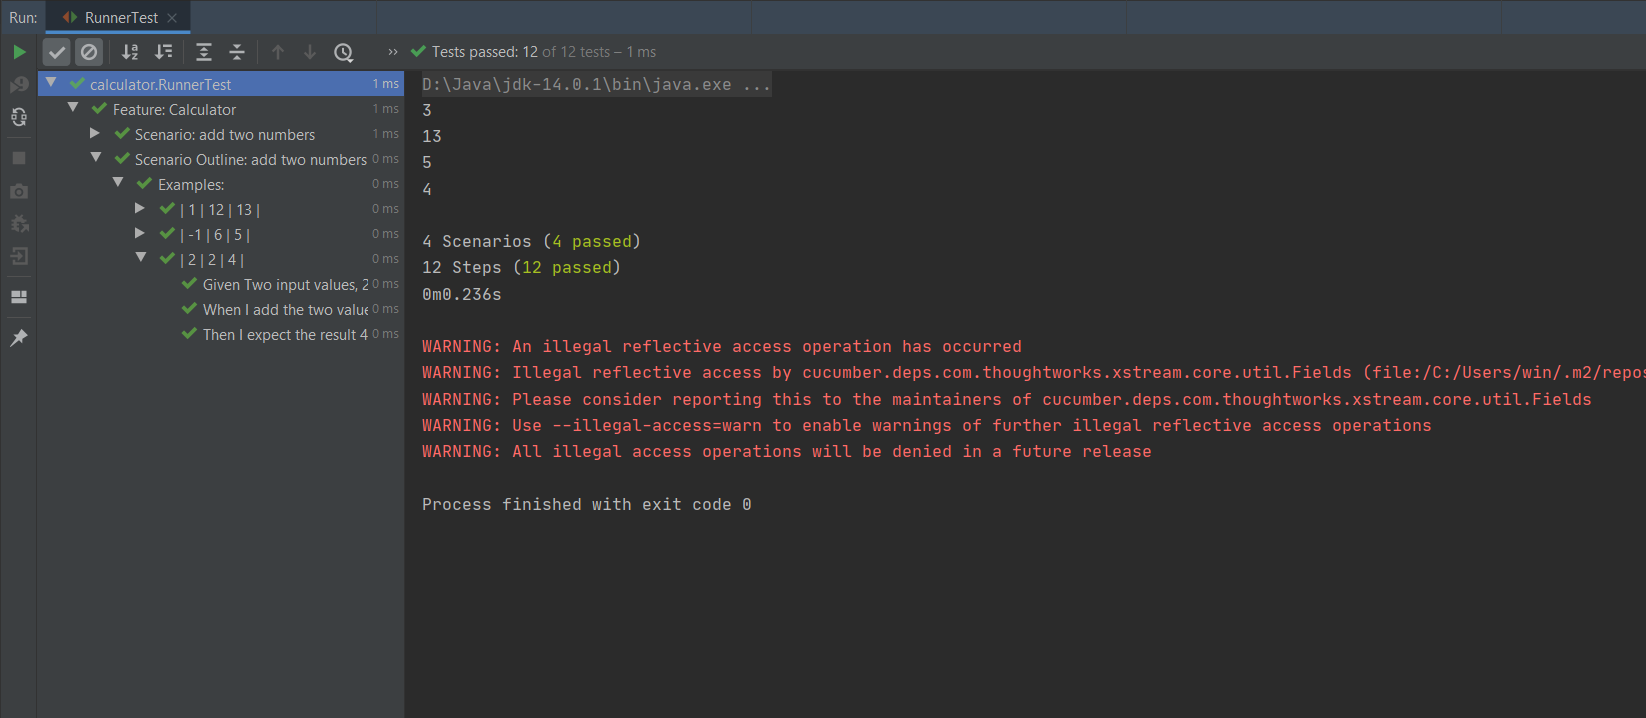 Run: RunnerTest
Tests passed: 12 of 12 tests – 1 ms
calculator.RunnerTest 1 ms
Feature: Calculator 1 ms
Scenario: add two numbers 1 ms
Scenario Outline: add two numbers 0 ms
Examples: 0 ms
| 1 | 12 | 13 | 0 ms
| -1 | 6 | 5 | 0 ms
| 2 | 2 | 4 | 0 ms
Given Two input values, 2 0 ms
When I add the two value 0 ms
Then I expect the result 4 0 ms
D:\Java\jdk-14.0.1\bin\java.exe ...
3
13
5
4
4 Scenarios (4 passed)
12 Steps (12 passed)
0m0.236s
WARNING: An illegal reflective access operation has occurred
WARNING: Illegal reflective access by cucumber.deps.com.thoughtworks.xstream.core.util.Fields (file:/C:/Users/win/.m2/repos
WARNING: Please consider reporting this to the maintainers of cucumber.deps.com.thoughtworks.xstream.core.util.Fields
WARNING: Use --illegal-access=warn to enable warnings of further illegal reflective access operations
WARNING: All illegal access operations will be denied in a future release
Process finished with exit code 0